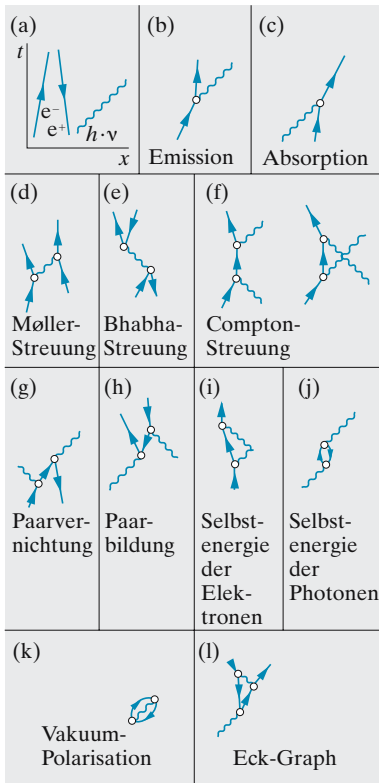 (a)
t
e⁻
e⁺
h·ν
x
(b)
Emission
(c)
Absorption
(d)
Møller-
Streuung
(e)
Bhabha-
Streuung
(f)
Compton-
Streuung
(g)
Paarver-
nichtung
(h)
Paar-
bildung
(i)
Selbst-
energie
der
Elek-
tronen
(j)
Selbst-
energie
der
Photonen
(k)
Vakuum-
Polarisation
(l)
Eck-Graph